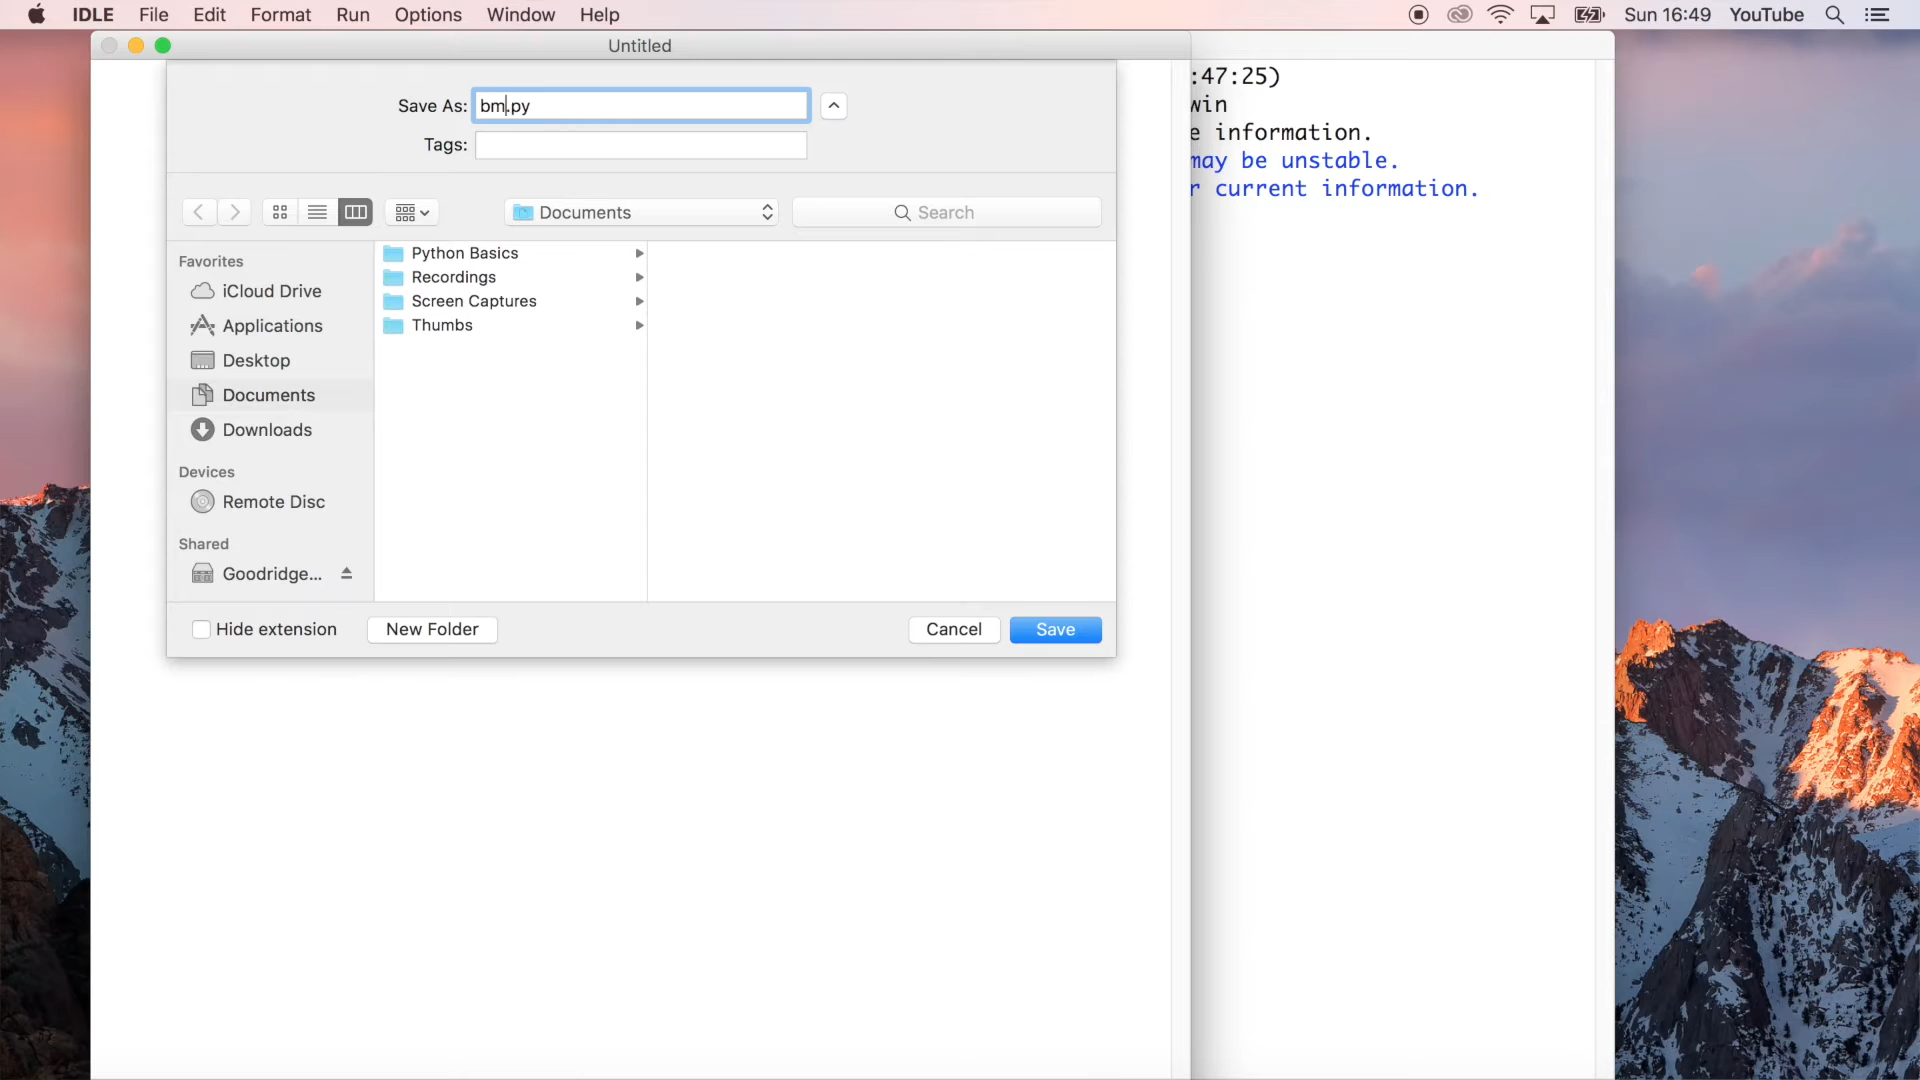 IDLE File Edit Format Run Options Window Help Sun 16:49 YouTube
Untitled
Save As: bm.py
Tags:
Documents Search
Favorites
iCloud Drive
Applications
Desktop
Documents
Downloads
Devices
Remote Disc
Shared
Goodridge...
Python Basics
Recordings
Screen Captures
Thumbs
Hide extension New Folder Cancel Save
:47:25)
win
e information.
may be unstable.
r current information.